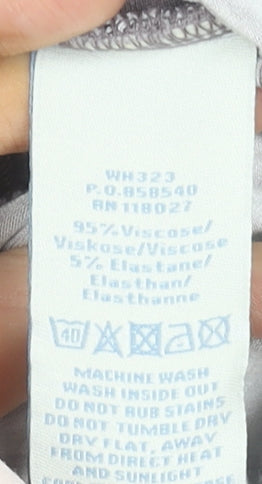 WH323
P.O.858540
RN 118027
95% Viscose/
Viskose/Viscose
5% Elastane/
Elasthan/
Elasthanne
40
MACHINE WASH
WASH INSIDE OUT
DO NOT RUB STAINS
DO NOT TUMBLE DRY
DRY FLAT, AWAY
FROM DIRECT HEAT
AND SUNLIGHT